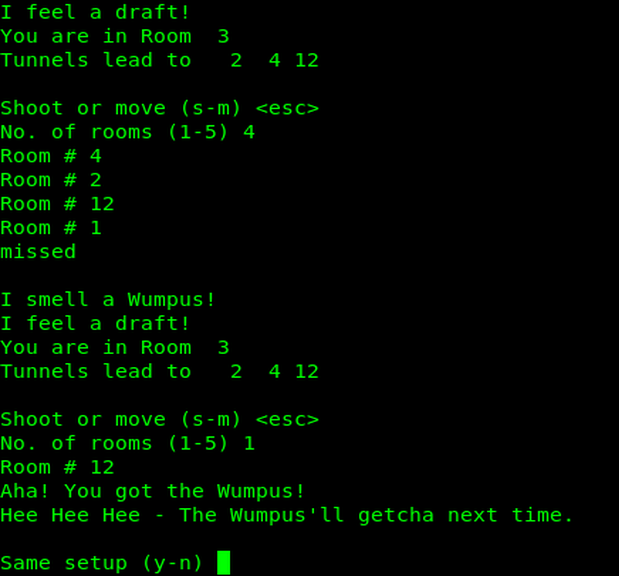 I feel a draft!
You are in Room  3
Tunnels lead to   2  4 12
Shoot or move (s-m) <esc>
No. of rooms (1-5) 4
Room # 4
Room # 2
Room # 12
Room # 1
missed
I smell a Wumpus!
I feel a draft!
You are in Room  3
Tunnels lead to   2  4 12
Shoot or move (s-m) <esc>
No. of rooms (1-5) 1
Room # 12
Aha! You got the Wumpus!
Hee Hee Hee - The Wumpus'll getcha next time.
Same setup (y-n)